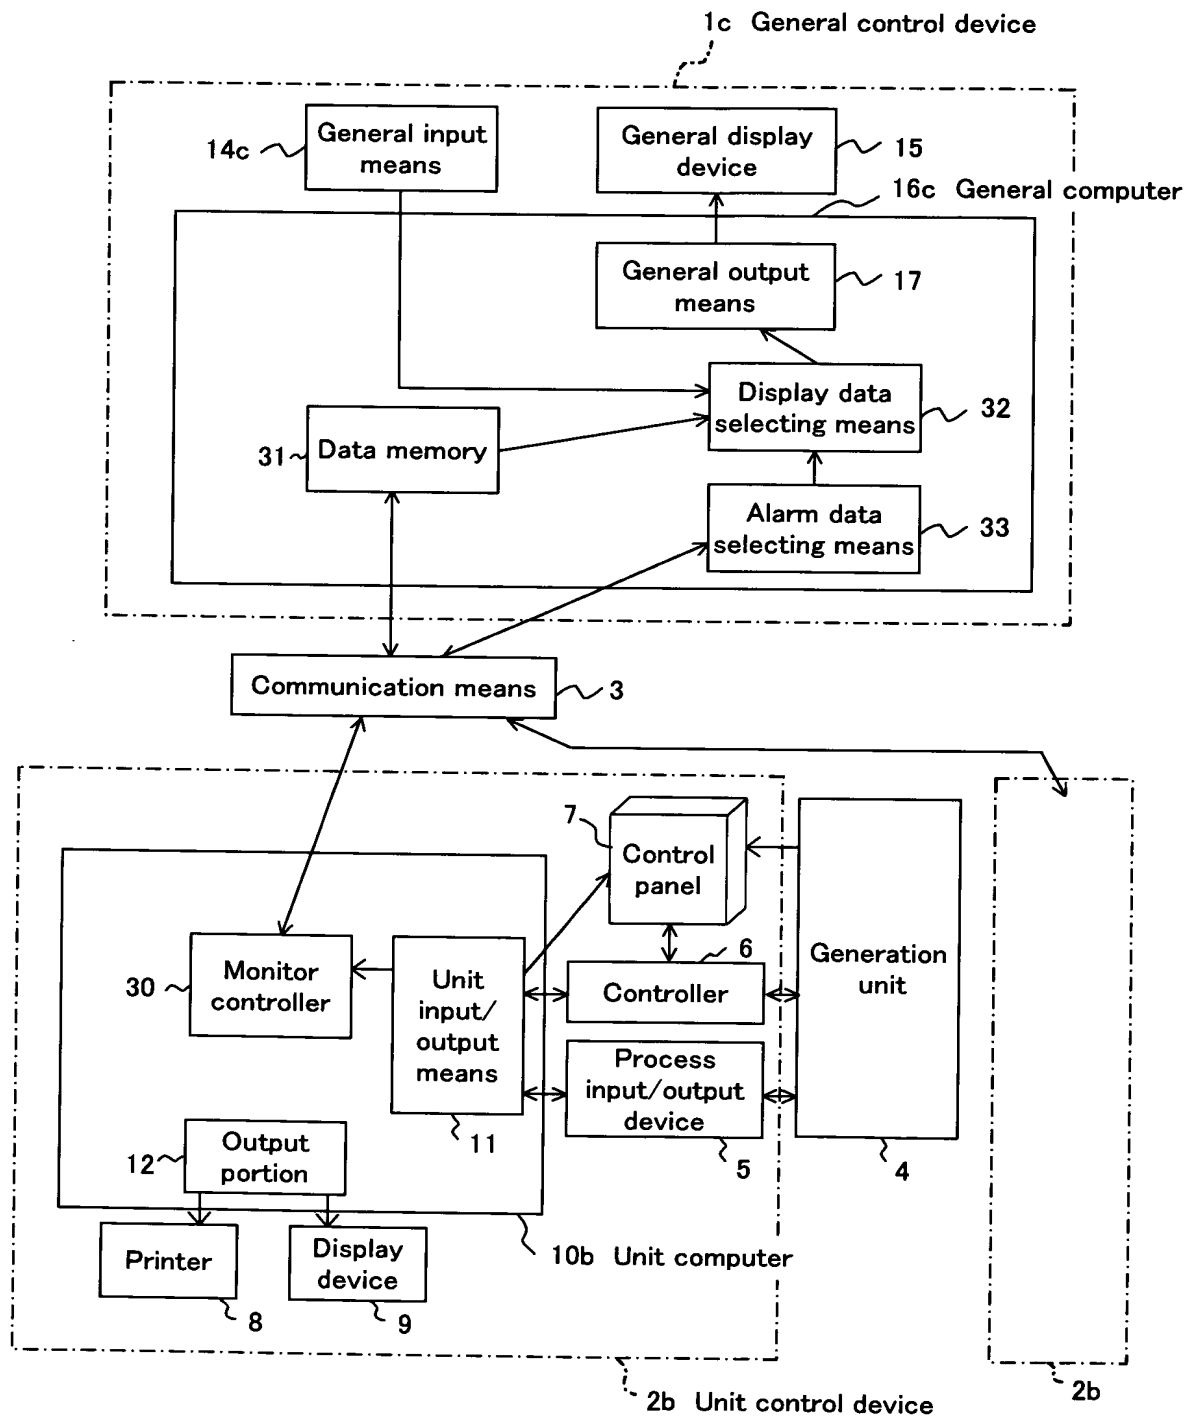 1c General control device
General input
means
14c
General display
device
15
16c General computer
General output
means
17
Display data
selecting means
32
31
Data memory
Alarm data
selecting means
33
Communication means
3
7
Control
panel
6
Generation
unit
30
Monitor
controller
Unit
input/
output
means
Controller
Process
input/output
device
11
5
4
12
Output
portion
Printer
Display
device
10b Unit computer
8
9
2b Unit control device
2b